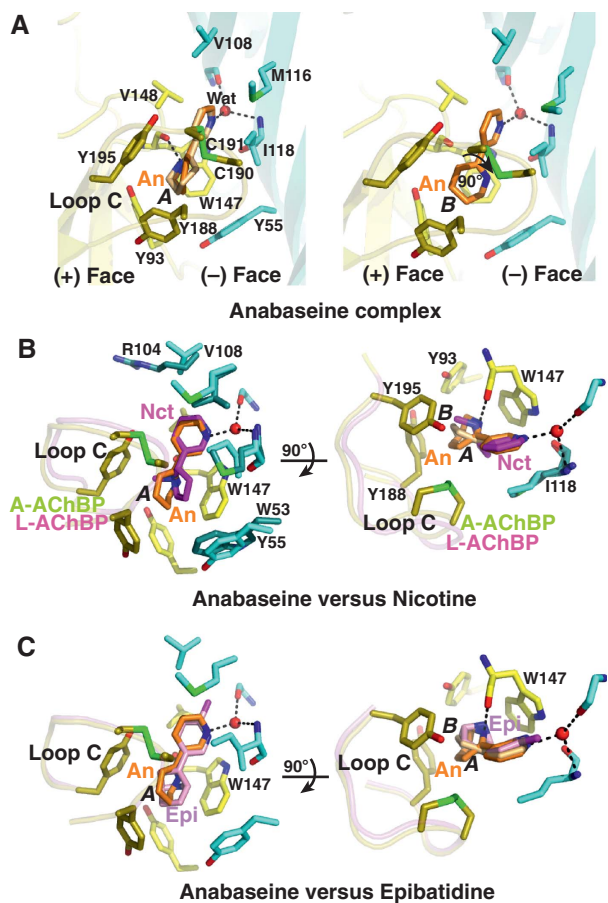 A
V108
M116
Wat
V148
C191
I118
Y195
C190
An
A
Loop C
W147
Y188
Y55
Y93
(+) Face
(–) Face
An
90°
B
(+) Face
(–) Face
Anabaseine complex
B
R104
V108
Nct
Loop C
A
W147
An
A-AChBP
L-AChBP
W53
Y55
90°
Y93
W147
Y195
B
An
A
Nct
Y188
I118
Loop C
A-AChBP
L-AChBP
Anabaseine versus Nicotine
C
Loop C
An
A
W147
Epi
90°
W147
B
Epi
Loop C
An
A
Anabaseine versus Epibatidine